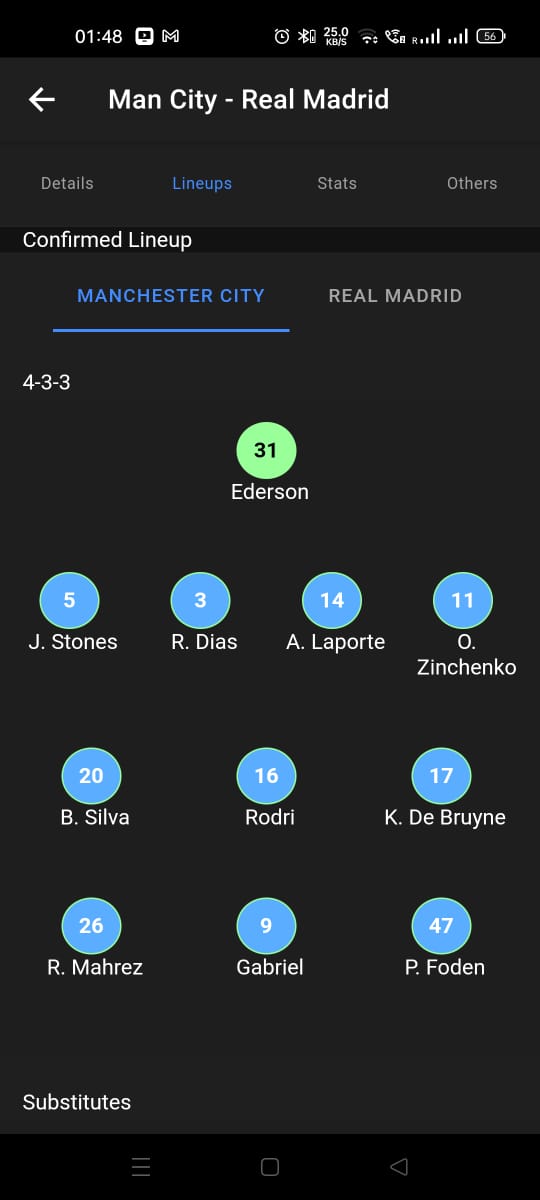 01:48 25.0 KB/S R 56
Man City - Real Madrid
Details Lineups Stats Others
Confirmed Lineup
MANCHESTER CITY REAL MADRID
4-3-3
31
Ederson
5 3 14 11
J. Stones R. Dias A. Laporte O.
Zinchenko
20 16 17
B. Silva Rodri K. De Bruyne
26 9 47
R. Mahrez Gabriel P. Foden
Substitutes